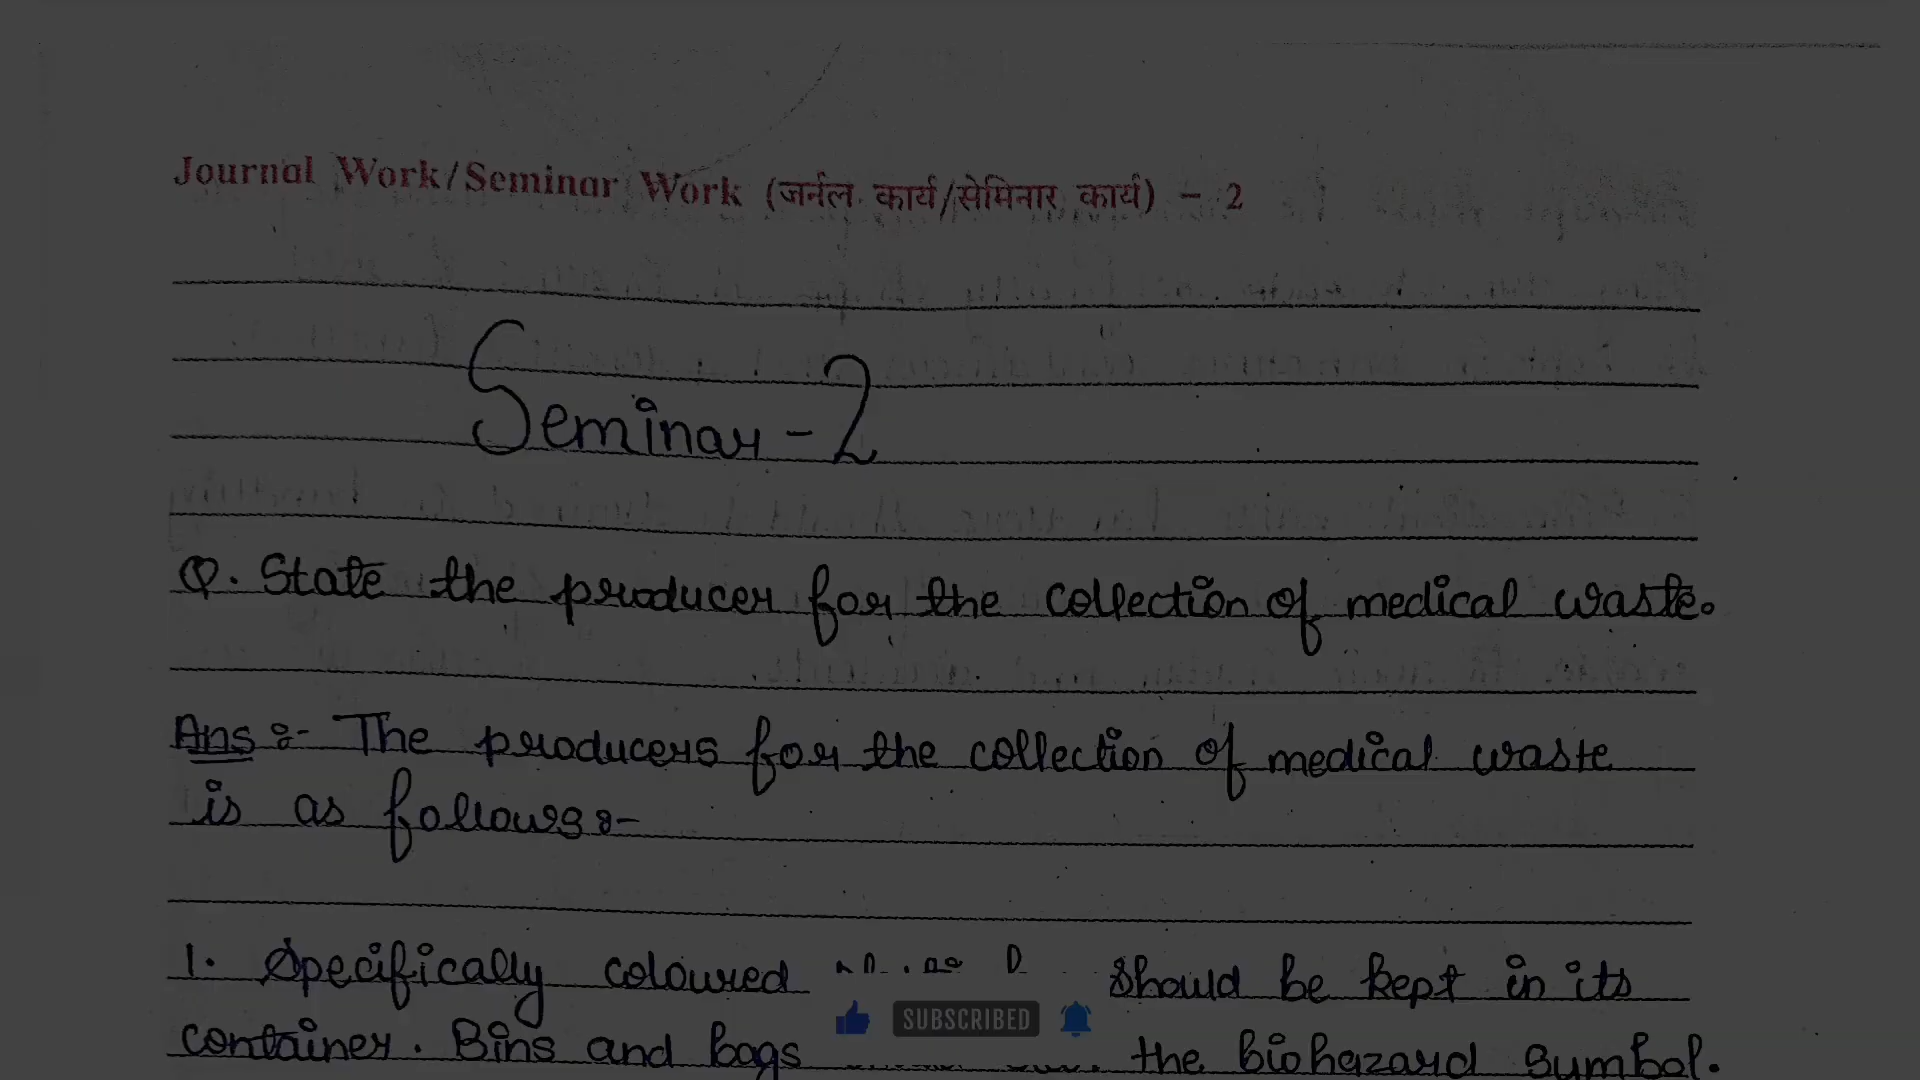 Journal Work/Seminar Work (जर्नल कार्य/सेमिनार कार्य) - 2
Seminar - 2
Q. State the producer for the collection of medical waste.
Ans :- The producers for the collection of medical waste
is as follows :-
1. Specifically coloured should be kept in its
container. Bins and bags the biohazard symbol.
SUBSCRIBED